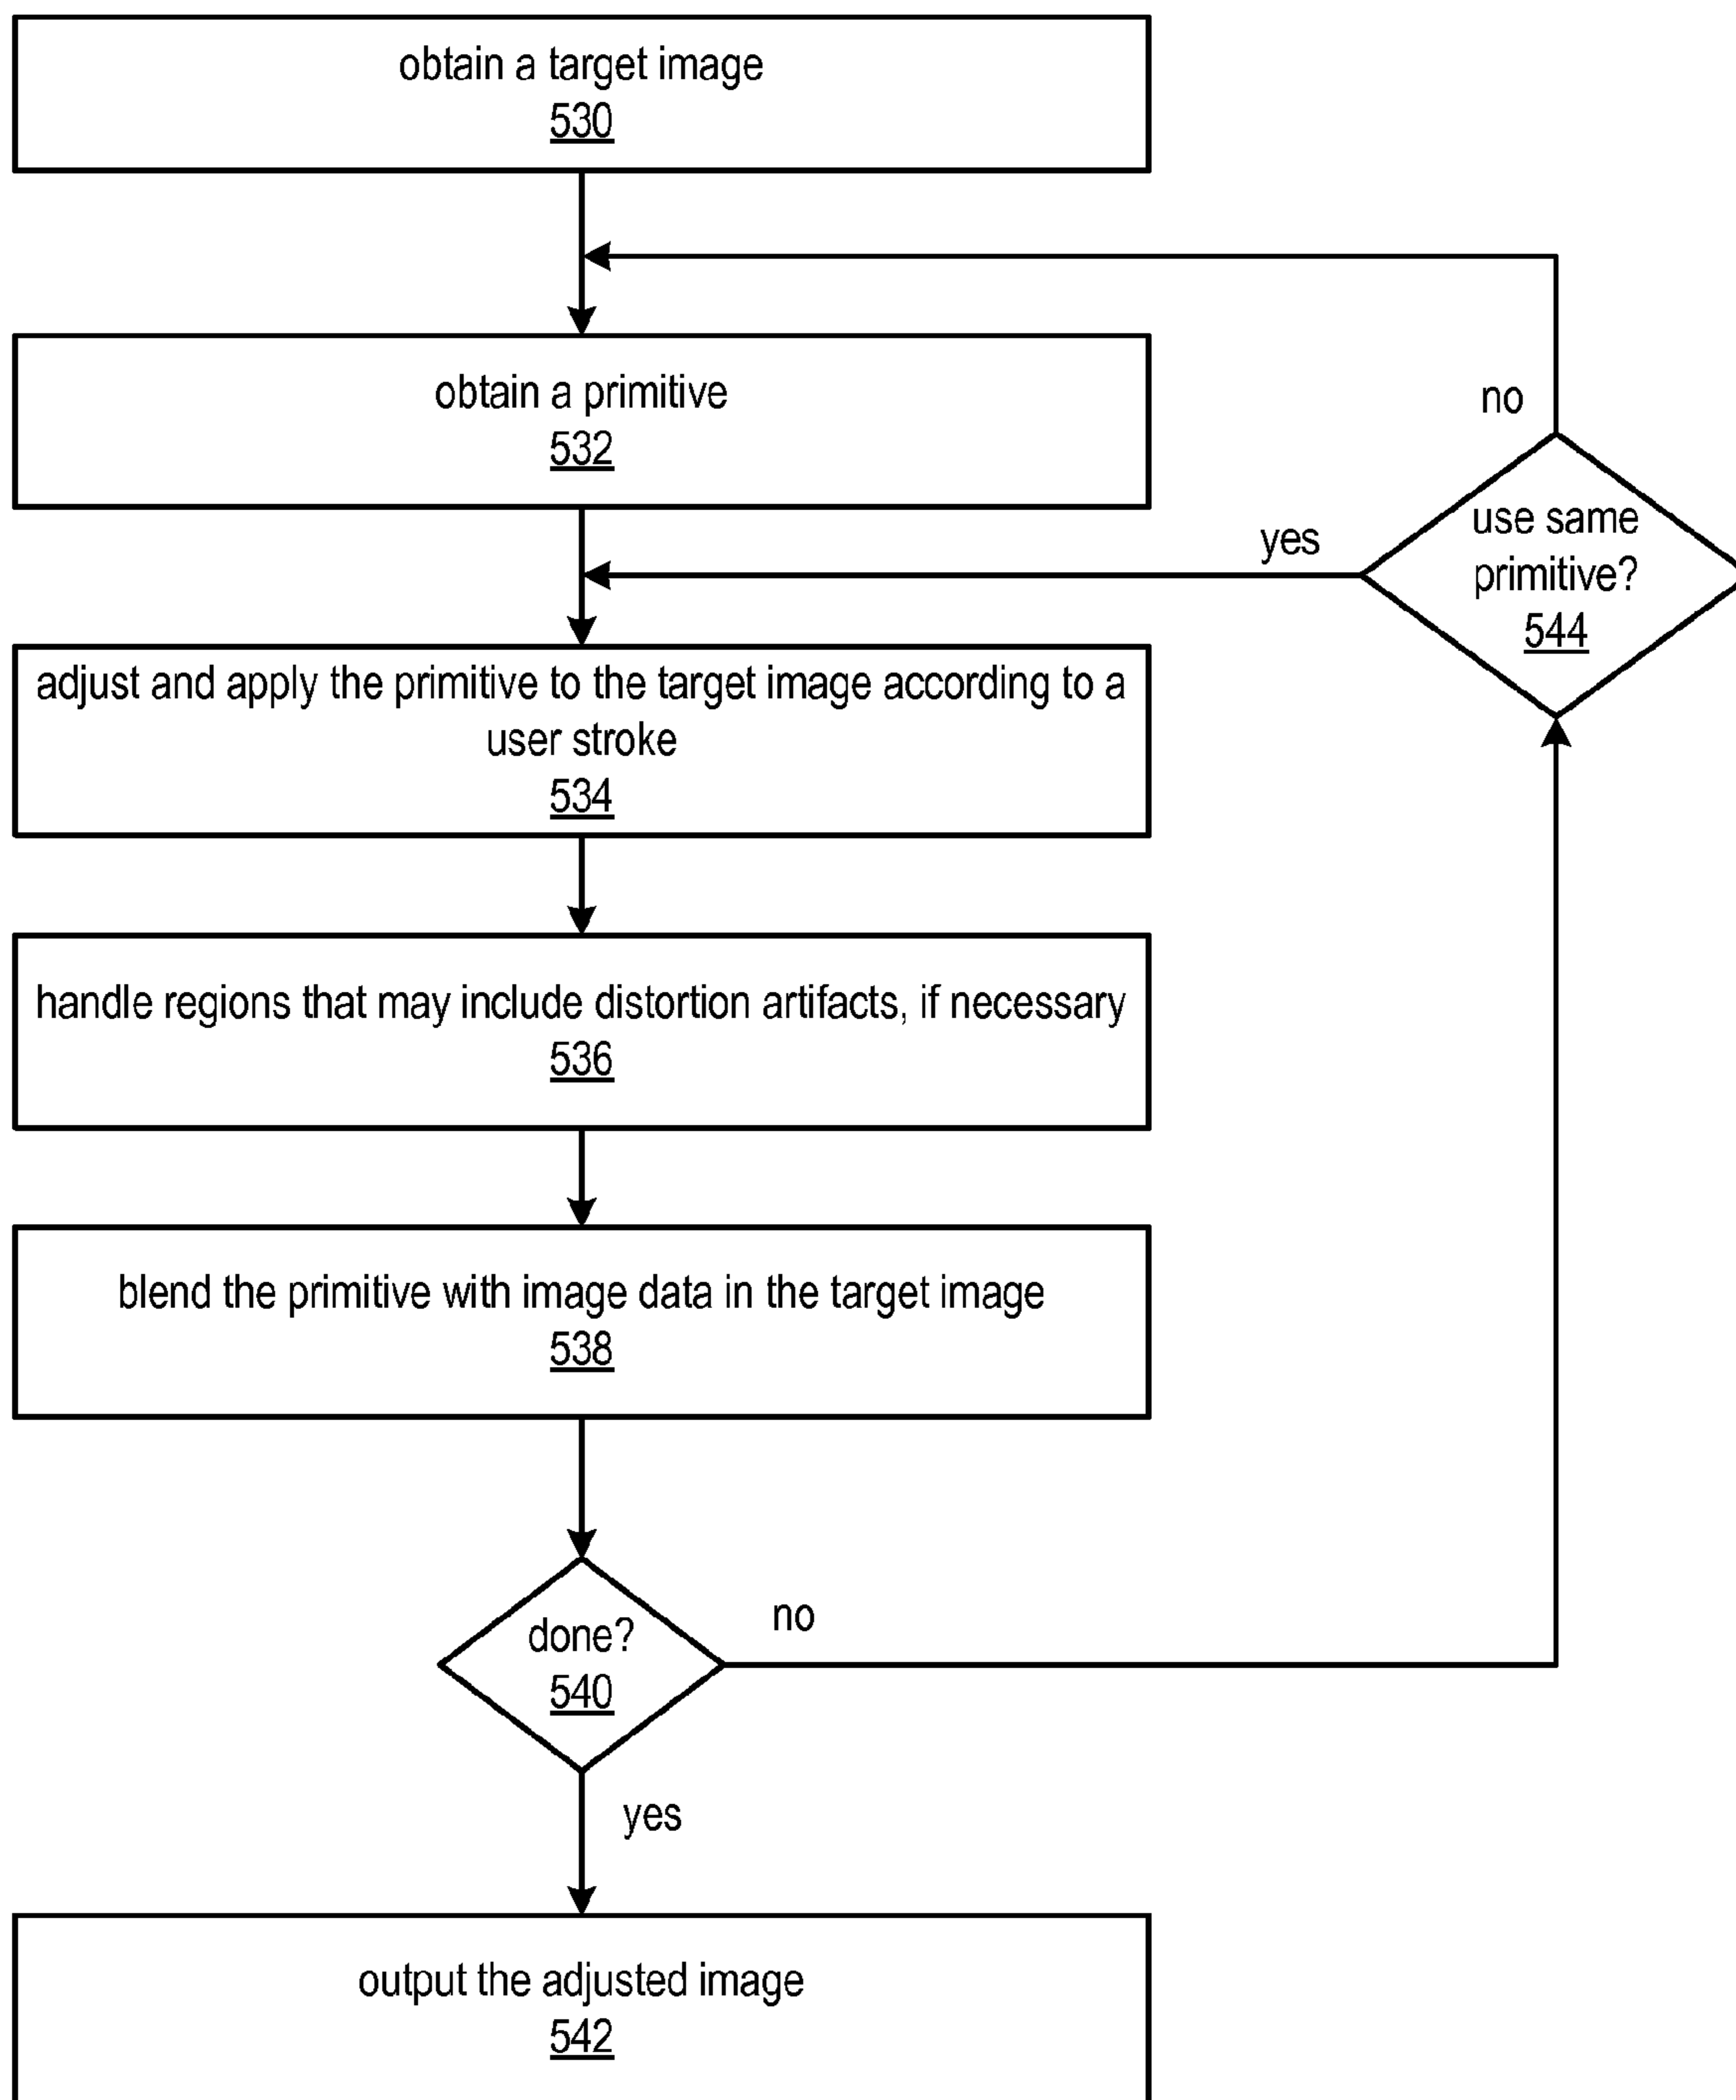 obtain a target image
530
obtain a primitive
532
no
use same
primitive?
544
yes
adjust and apply the primitive to the target image according to a
user stroke
534
handle regions that may include distortion artifacts, if necessary
536
blend the primitive with image data in the target image
538
done?
540
no
yes
output the adjusted image
542